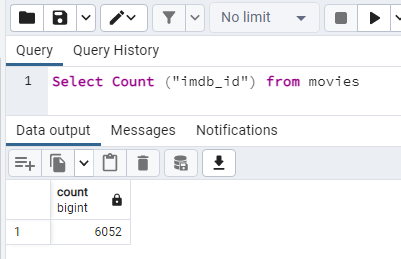 No limit
Query Query History
1 Select Count ("imdb_id") from movies
Data output Messages Notifications
count
bigint
1 6052